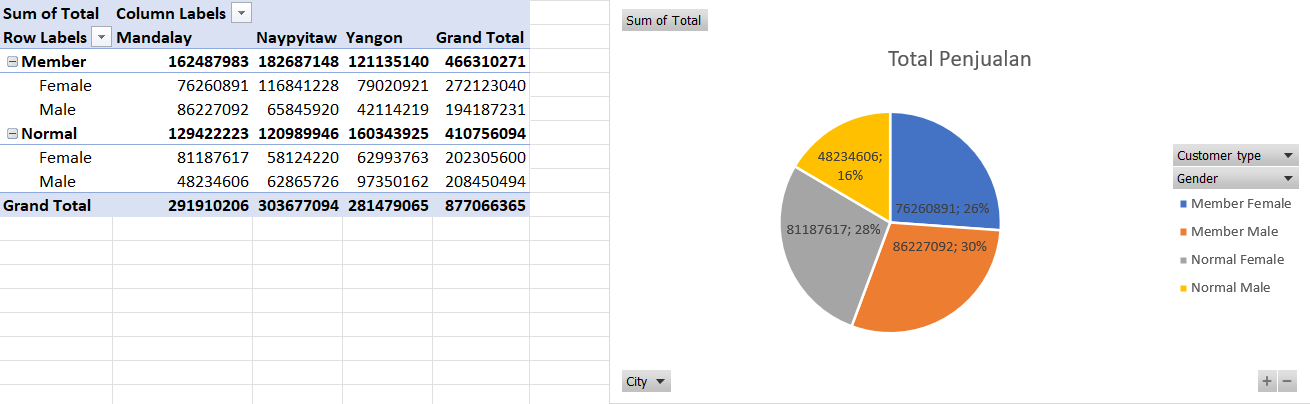 Sum of Total Column Labels
Row Labels Mandalay Naypyitaw Yangon Grand Total
Member 162487983 182687148 121135140 466310271
Female 76260891 116841228 79020921 272123040
Male 86227092 65845920 42114219 194187231
Normal 129422223 120989946 160343925 410756094
Female 81187617 58124220 62993763 202305600
Male 48234606 62865726 97350162 208450494
Grand Total 291910206 303677094 281479065 877066365
Sum of Total
Total Penjualan
48234606;
16%
76260891; 26%
81187617; 28%
86227092; 30%
Customer type
Gender
Member Female
Member Male
Normal Female
Normal Male
City